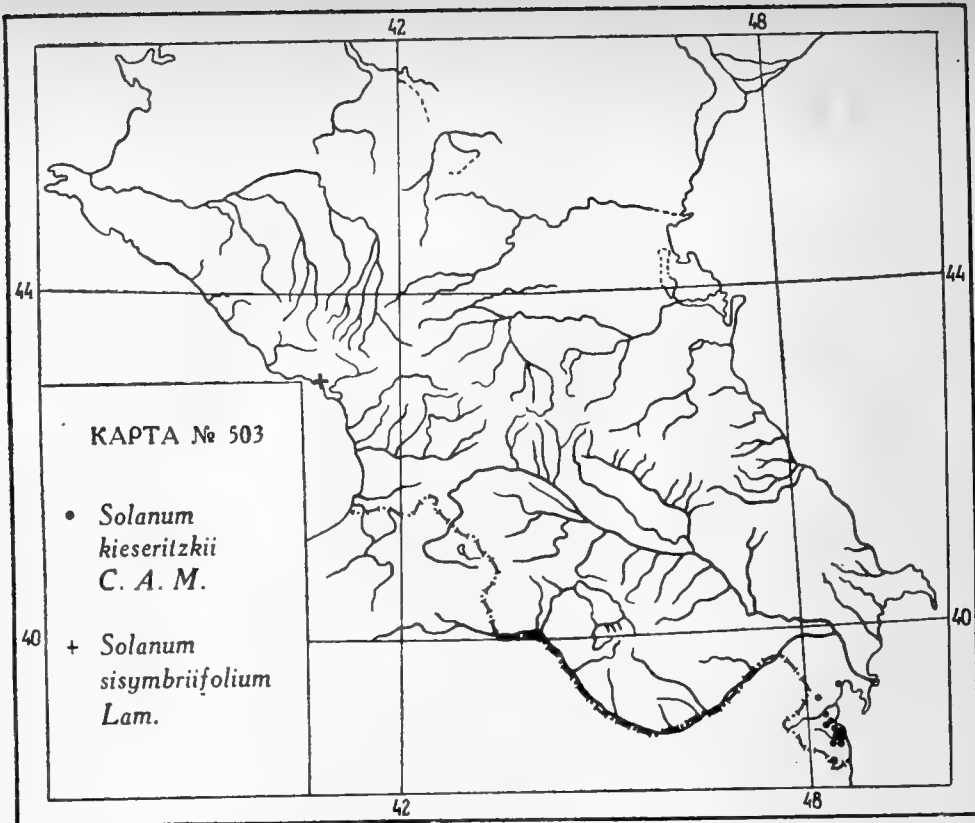 42 48
44 44
КАРТА № 503
• Solanum
kieseritzkii
C. A. M.
40 40
+ Solanum
sisymbriifolium
Lam.
42 48